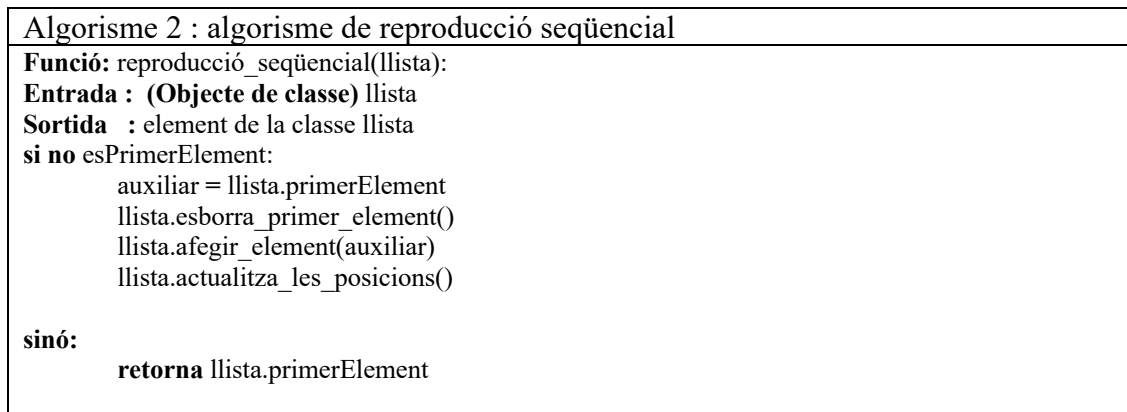 Algorisme 2 : algorisme de reproducció seqüencial
Funció: reproducció_seqüencial(llista):
Entrada : (Objecte de classe) llista
Sortida : element de la classe llista
si no esPrimerElement:
auxiliar = llista.primerElement
llista.esborra_primer_element()
llista.afegir_element(auxiliar)
llista.actualitza_les_posicions()
sinó:
retorna llista.primerElement